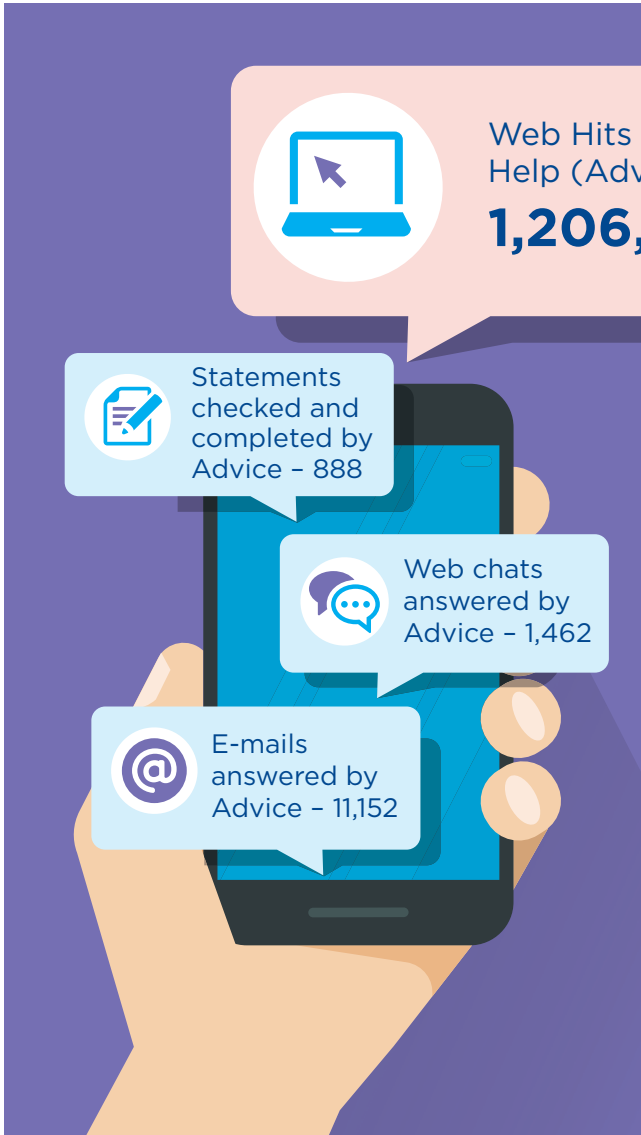 Web Hits
Help (Adv
1,206,
Statements
checked and
completed by
Advice – 888
Web chats
answered by
Advice – 1,462
E-mails
answered by
Advice – 11,152